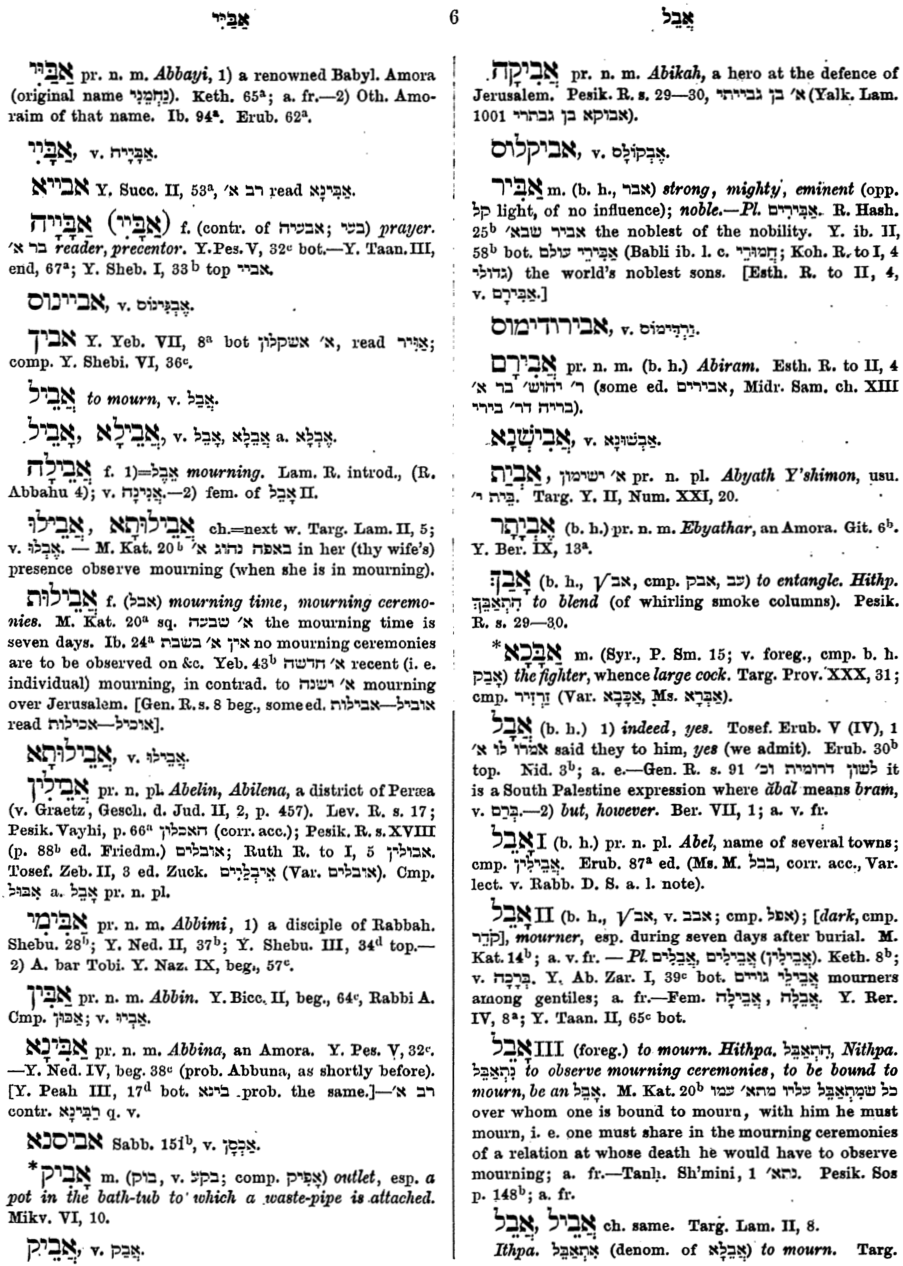 אַבַּיִי
6
אֲבַל
אַבַּיִי pr. n. m. Abbayi, 1) a renowned Babyl. Amora
(original name נַחְמֵנִי). Keth. 65ª; a. fr.—2) Oth. Amo-
raim of that name. Ib. 94ª. Erub. 62ª.
אַבָּיֵי, v. אַבָּיָיה.
אבייא Y. Succ. II, 53ª, רב א׳ read אַבִּינָא.
אַבָּיָיה (אַבָּיֵי) f. (contr. of אבעיה; בעי) prayer.
בר א׳ reader, precentor. Y. Pes. V, 32ᶜ bot.—Y. Taan. III,
end, 67ª; Y. Sheb. I, 33ᵇ top אביי.
אביינוס, v. אֶבְגִּינוֹס.
אביך Y. Yeb. VII, 8ª bot א׳ אשקלון, read אֲוִיר;
comp. Y. Shebi. VI, 36ᶜ.
אֲבֵיל to mourn, v. אֲבַל.
אֲבֵילָא, אָבֵיל, v. אָבֵל, אֲבֵלָא a. אֶבְלָא.
אֲבֵילָה f. 1)=אֵבֶל mourning. Lam. R. introd., (R.
Abbahu 4); v. אֲנִינָה.—2) fem. of אָבֵל II.
אֲבֵילוּתָא, אֲבֵילוּ ch.=next w. Targ. Lam. II, 5;
v. אֶבְלוּ. — M. Kat. 20ᵇ באפה נהוג א׳ in her (thy wife's)
presence observe mourning (when she is in mourning).
אֲבֵילוּת f. (אבל) mourning time, mourning ceremo-
nies. M. Kat. 20ª sq. א׳ שבעה the mourning time is
seven days. Ib. 24ª אין א׳ בשבת no mourning ceremonies
are to be observed on &c. Yeb. 43ᵇ א׳ חדשה recent (i. e.
individual) mourning, in contrad. to א׳ ישנה mourning
over Jerusalem. [Gen. R. s. 8 beg., some ed. אוביל—אבילות
read אוכיל—אכילות].
אֲבֵילוּתָא, v. אֲבֵילוּ.
אֲבֵילִין pr. n. pl. Abelin, Abilena, a district of Peræa
(v. Graetz, Gesch. d. Jud. II, 2, p. 457). Lev. R. s. 17;
Pesik. Vayhi, p. 66ª האכלון (corr. acc.); Pesik. R. s. XVIII
(p. 88ᵇ ed. Friedm.) אובלים; Ruth R. to I, 5 אבולין.
Tosef. Zeb. II, 3 ed. Zuck. אִיבְּלַיִים (Var. אובלים). Cmp.
אָבֵל a. אִבּוּל pr. n. pl.
אַבִּימִי pr. n. m. Abbimi, 1) a disciple of Rabbah.
Shebu. 28ᵇ; Y. Ned. II, 37ᵇ; Y. Shebu. III, 34ᵈ top.—
2) A. bar Tobi. Y. Naz. IX, beg., 57ᶜ.
אַבִּין pr. n. m. Abbin. Y. Bicc. II, beg., 64ᶜ, Rabbi A.
Cmp. אַבּוּן; v. אַבְיוּ.
אַבִּינָא pr. n. m. Abbina, an Amora. Y. Pes. V, 32ᶜ.
—Y. Ned. IV, beg. 38ᶜ (prob. Abbuna, as shortly before).
[Y. Peah III, 17ᵈ bot. בינא prob. the same.]—רב א׳
contr. רָבִינָא q. v.
אביסנא Sabb. 151ᵇ, v. אַכְסָן.
*אָבִיק m. (בוק, v. בקע; comp. אָפִיק) outlet, esp. a
pot in the bath-tub to which a waste-pipe is attached.
Mikv. VI, 10.
אֲבֵיק, v. אֲבַק.
אֲבִיקָה pr. n. m. Abikah, a hero at the defence of
Jerusalem. Pesik. R. s. 29—30, א׳ בן גבייתי (Yalk. Lam.
1001 אבוקא בן גבתרי).
אביקלוס, v. אֶבְקוֹלָס.
אַבִּיר m. (b. h., אבר) strong, mighty, eminent (opp.
קל light, of no influence); noble.—Pl. אַבִּירִים. R. Hash.
25ᵇ אביר שבא׳ the noblest of the nobility. Y. ib. II,
58ᵇ bot. אַבִּירֵי עולם (Babli ib. l. c. חֲמוּרֵי; Koh. R. to I, 4
גדולי) the world's noblest sons. [Esth. R. to II, 4,
v. אֲבִירָם.]
אבירודימוס, v. וַרְדִּימוֹס.
אֲבִירָם pr. n. m. (b. h.) Abiram. Esth. R. to II, 4
ר׳ יהוש׳ בר א׳ (some ed. אבירים, Midr. Sam. ch. XIII
בריה דר׳ בירי).
אֲבִישְׁנָא, v. אַבְשׁוּנָא.
אֲבְיַת, א׳ ישימון pr. n. pl. Abyath Y'shimon, usu.
בֵּית י׳. Targ. Y. II, Num. XXI, 20.
אֶבְיָתָר (b. h.) pr. n. m. Ebyathar, an Amora. Git. 6ᵇ.
Y. Ber. IX, 13ª.
אָבַךְ (b. h., √אב, cmp. עב, אבק) to entangle. Hithp.
הִתְאַבֵּךְ to blend (of whirling smoke columns). Pesik.
R. s. 29—30.
*אַבָּכָא m. (Syr., P. Sm. 15; v. foreg., cmp. b. h.
אָבַק) the fighter, whence large cock. Targ. Prov. XXX, 31;
cmp. זַרְזִיר (Var. אַכָּבָא, Ms. אַבְּרָא).
אֲבָל (b. h.) 1) indeed, yes. Tosef. Erub. V (IV), 1
אמרו לו א׳ said they to him, yes (we admit). Erub. 30ᵇ
top. Nid. 3ᵇ; a. e.—Gen. R. s. 91 לשון דרומית וכ׳ it
is a South Palestine expression where ăbal means bram,
v. בְּרַם.—2) but, however. Ber. VII, 1; a. v. fr.
אָבֵל I (b. h.) pr. n. pl. Abel, name of several towns;
cmp. אֲבֵילִין. Erub. 87ª ed. (Ms. M. בבל, corr. acc., Var.
lect. v. Rabb. D. S. a. l. note).
אָבֵל II (b. h., √אב, v. אבב; cmp. אפל); [dark, cmp.
קֹדֵר], mourner, esp. during seven days after burial. M.
Kat. 14ᵇ; a. v. fr. — Pl. אֲבֵלִים, אֲבֵילִים (אֲבֵילִין). Keth. 8ᵇ;
v. בְּרָכָה. Y. Ab. Zar. I, 39ᶜ bot. אֲבֵילֵי גויים mourners
among gentiles; a. fr.—Fem. אֲבֵלָה, אֲבֵילָה. Y. Ber.
IV, 8ª; Y. Taan. II, 65ᶜ bot.
אָבַל III (foreg.) to mourn. Hithpa. הִתְאַבֵּל, Nithpa.
נִתְאַבֵּל to observe mourning ceremonies, to be bound to
mourn, be an אָבֵל. M. Kat. 20ᵇ כל שמתאבל עליו מתא׳ עמו
over whom one is bound to mourn, with him he must
mourn, i. e. one must share in the mourning ceremonies
of a relation at whose death he would have to observe
mourning; a. fr.—Tanh. Sh'mini, 1 נתא׳. Pesik. Sos
p. 148ᵇ; a. fr.
אֲבַל, אֲבֵיל ch. same. Targ. Lam. II, 8.
Ithpa. אִתְאַבֵּל (denom. of אֲבֵלָא) to mourn. Targ.